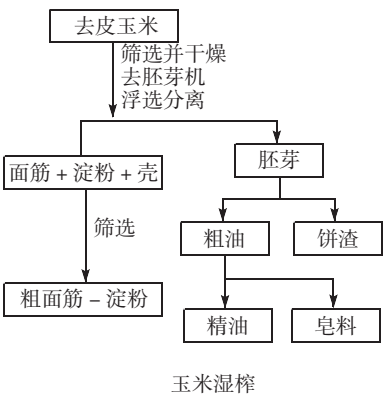 去皮玉米
筛选并干燥
去胚芽机
浮选分离
胚芽
面筋+淀粉+壳
筛选
粗油
饼渣
粗面筋-淀粉
精油
皂料
玉米湿榨